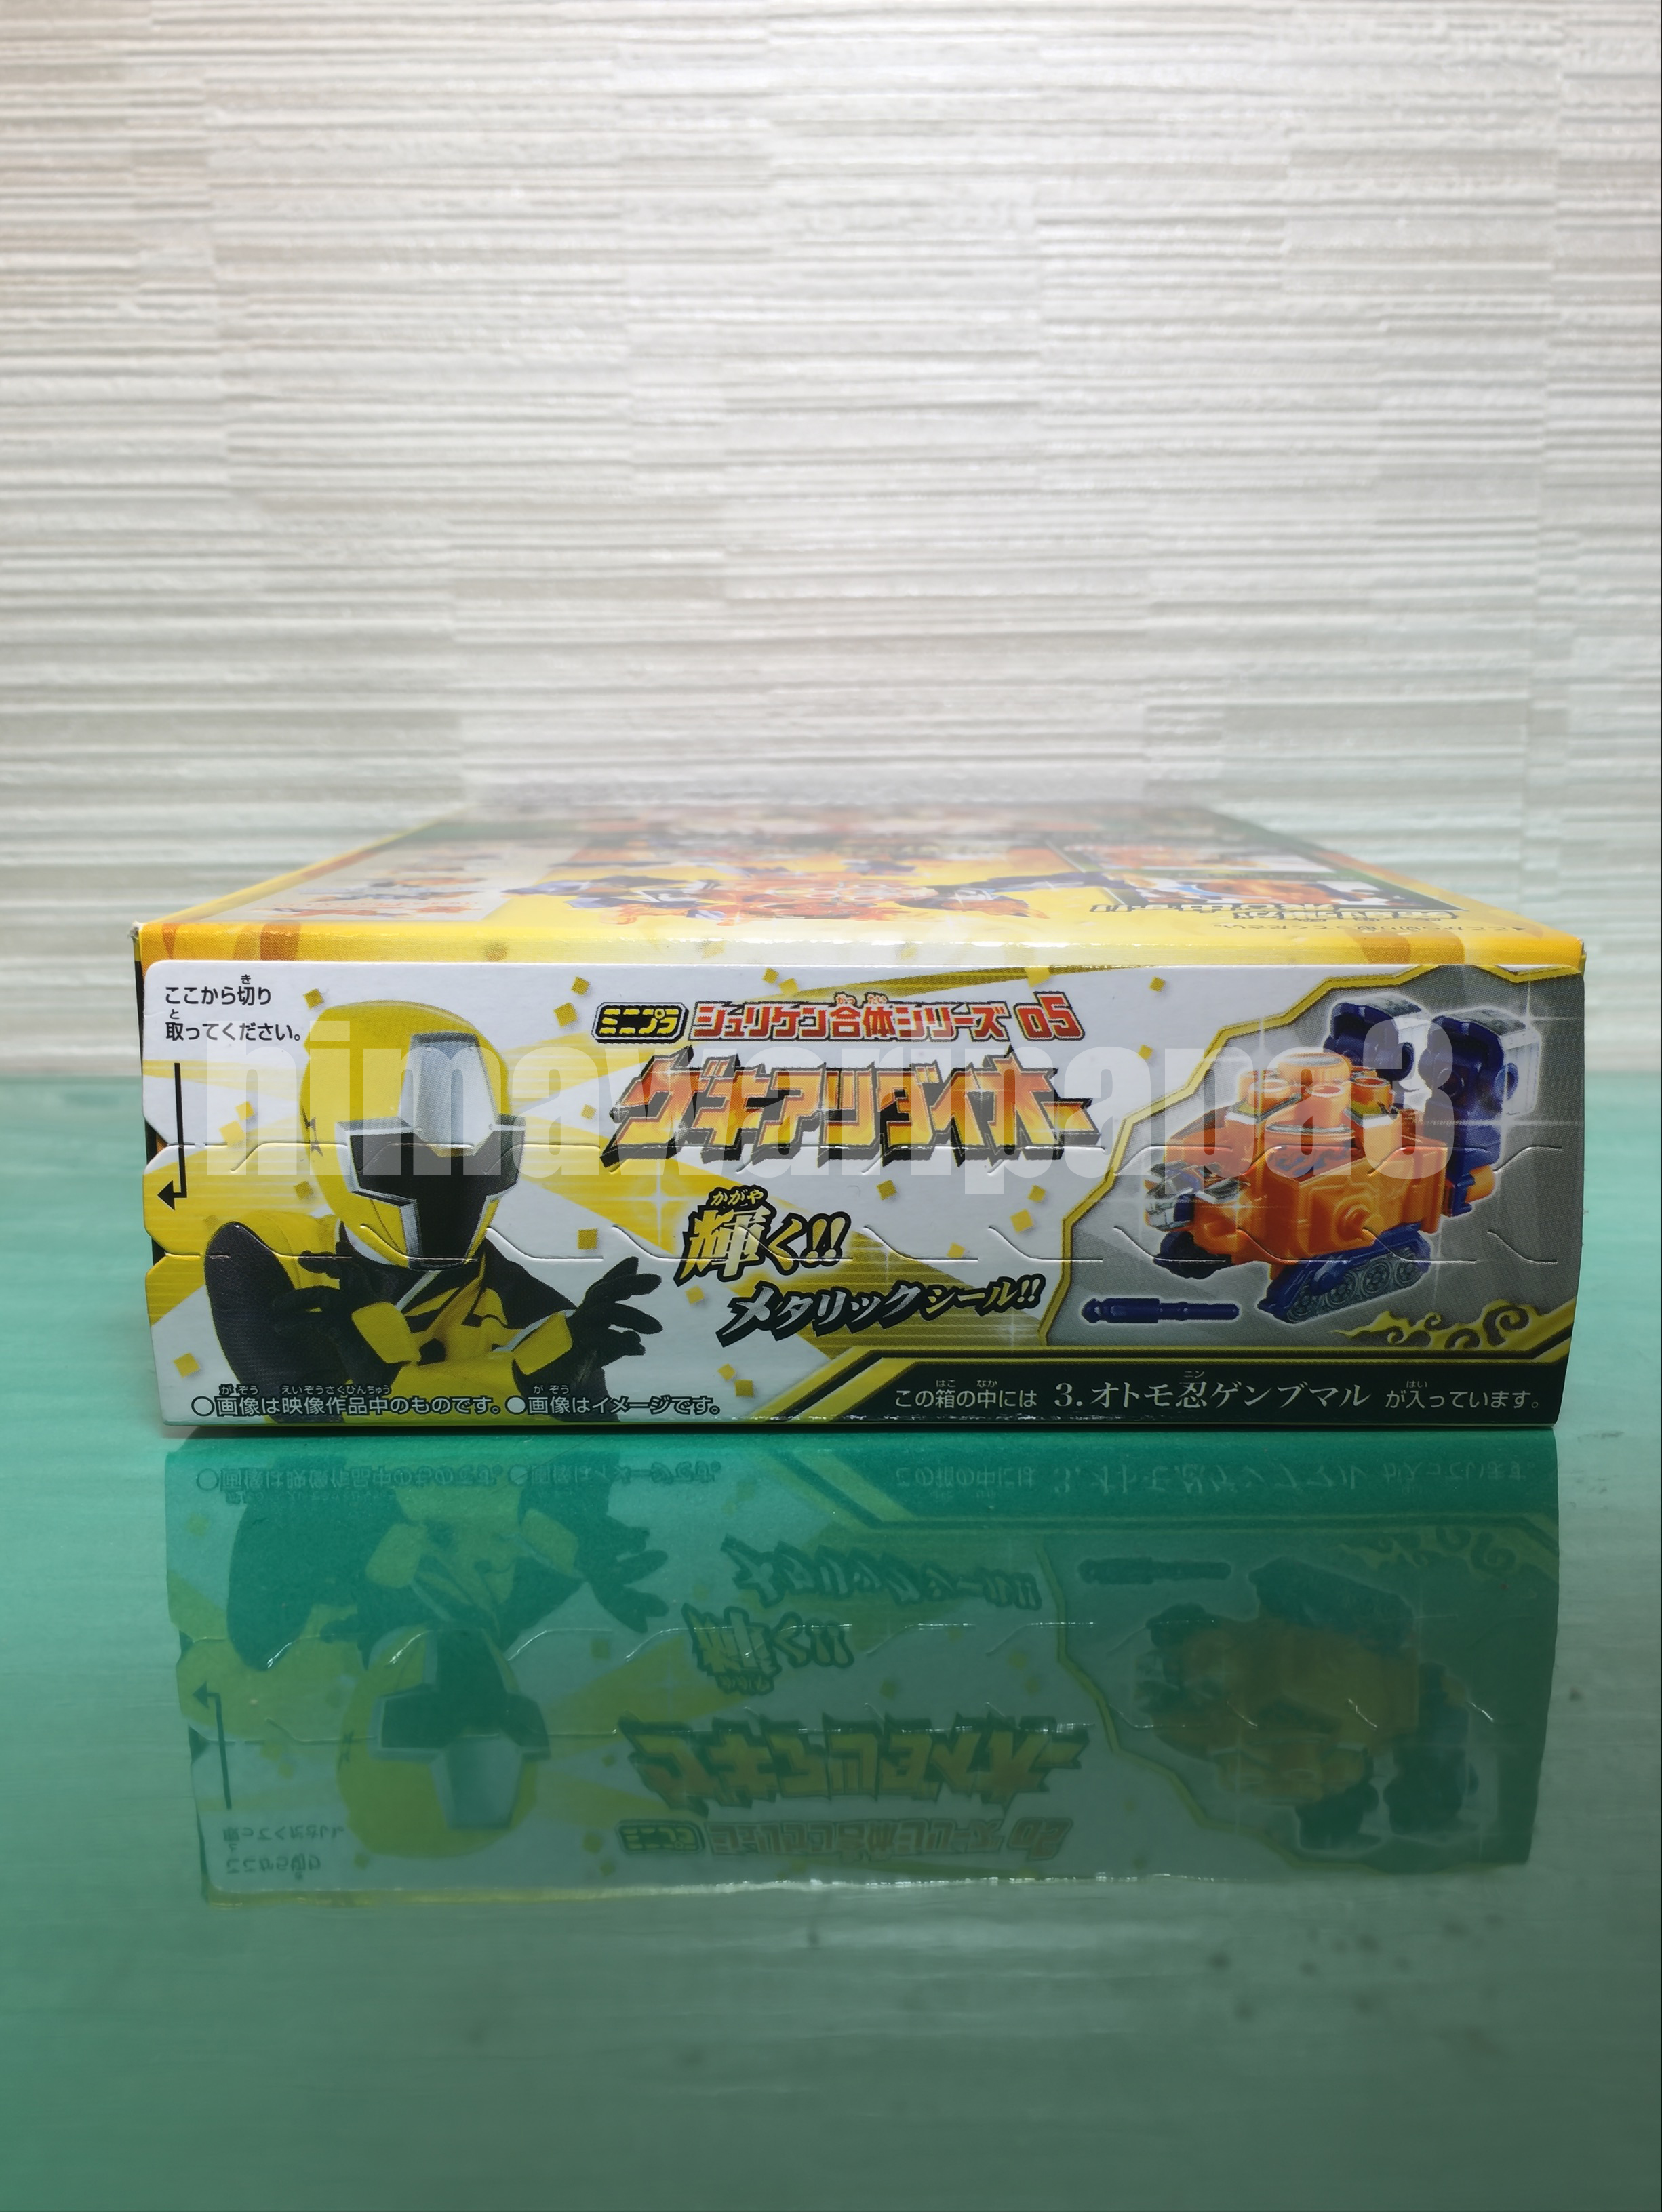 ここから切り
取ってください。
ミニプラ シュリケン合体シリーズ 05
ゲキアツダイオー
輝く!!
メタリックシール!!
●画像は映像作品中のものです。●画像はイメージです。
この箱の中には 3.オトモ忍ゲンブマル が入っています。
himawaripapa3